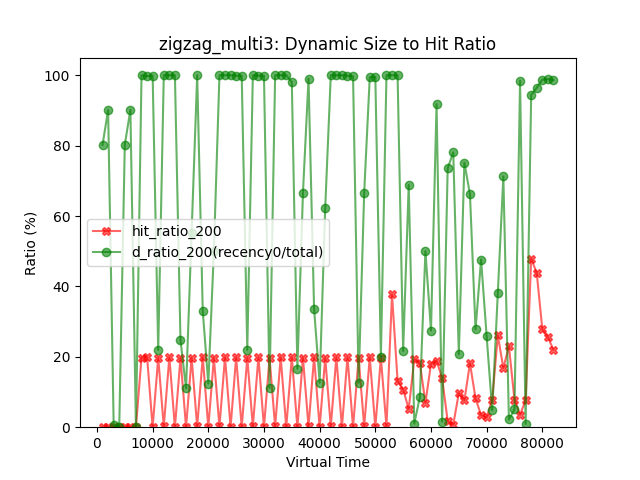 zigzag_multi3: Dynamic Size to Hit Ratio
100
80
60
40
20
0
Ratio (%)
hit_ratio_200
d_ratio_200(recency0/total)
0 10000 20000 30000 40000 50000 60000 70000 80000
Virtual Time